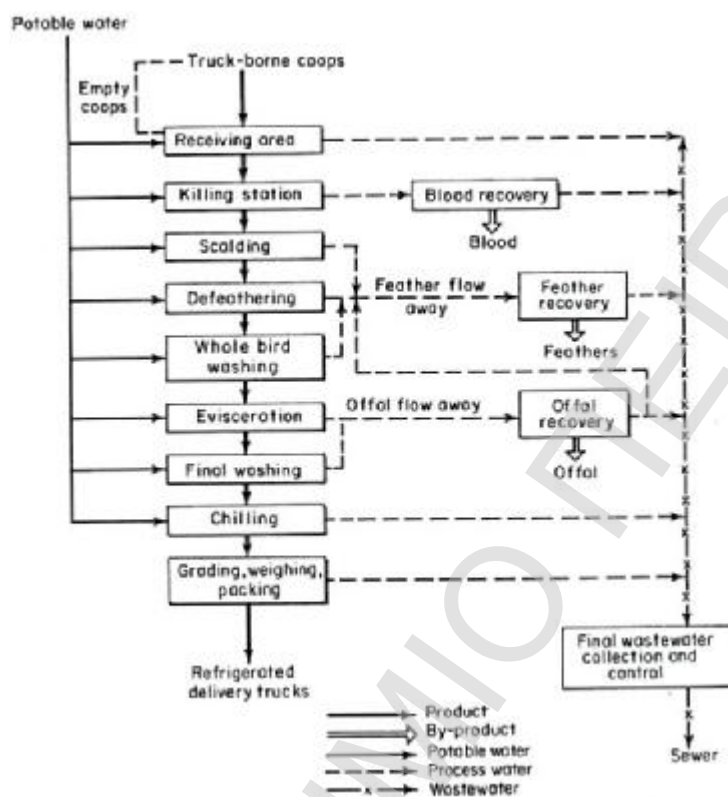 Potable water
Truck-borne coops
Empty
coops
Receiving area
Killing station
Blood recovery
Blood
Scalding
Defeathering
Feather flow
away
Feather
recovery
Feathers
Whole bird
washing
Evisceration
Offal flow away
Offal
recovery
Offal
Final washing
Chilling
Grading, weighing,
packing
Refrigerated
delivery trucks
Final wastewater
collection and
control
Sewer
Product
By-product
Potable water
Process water
Wastewater